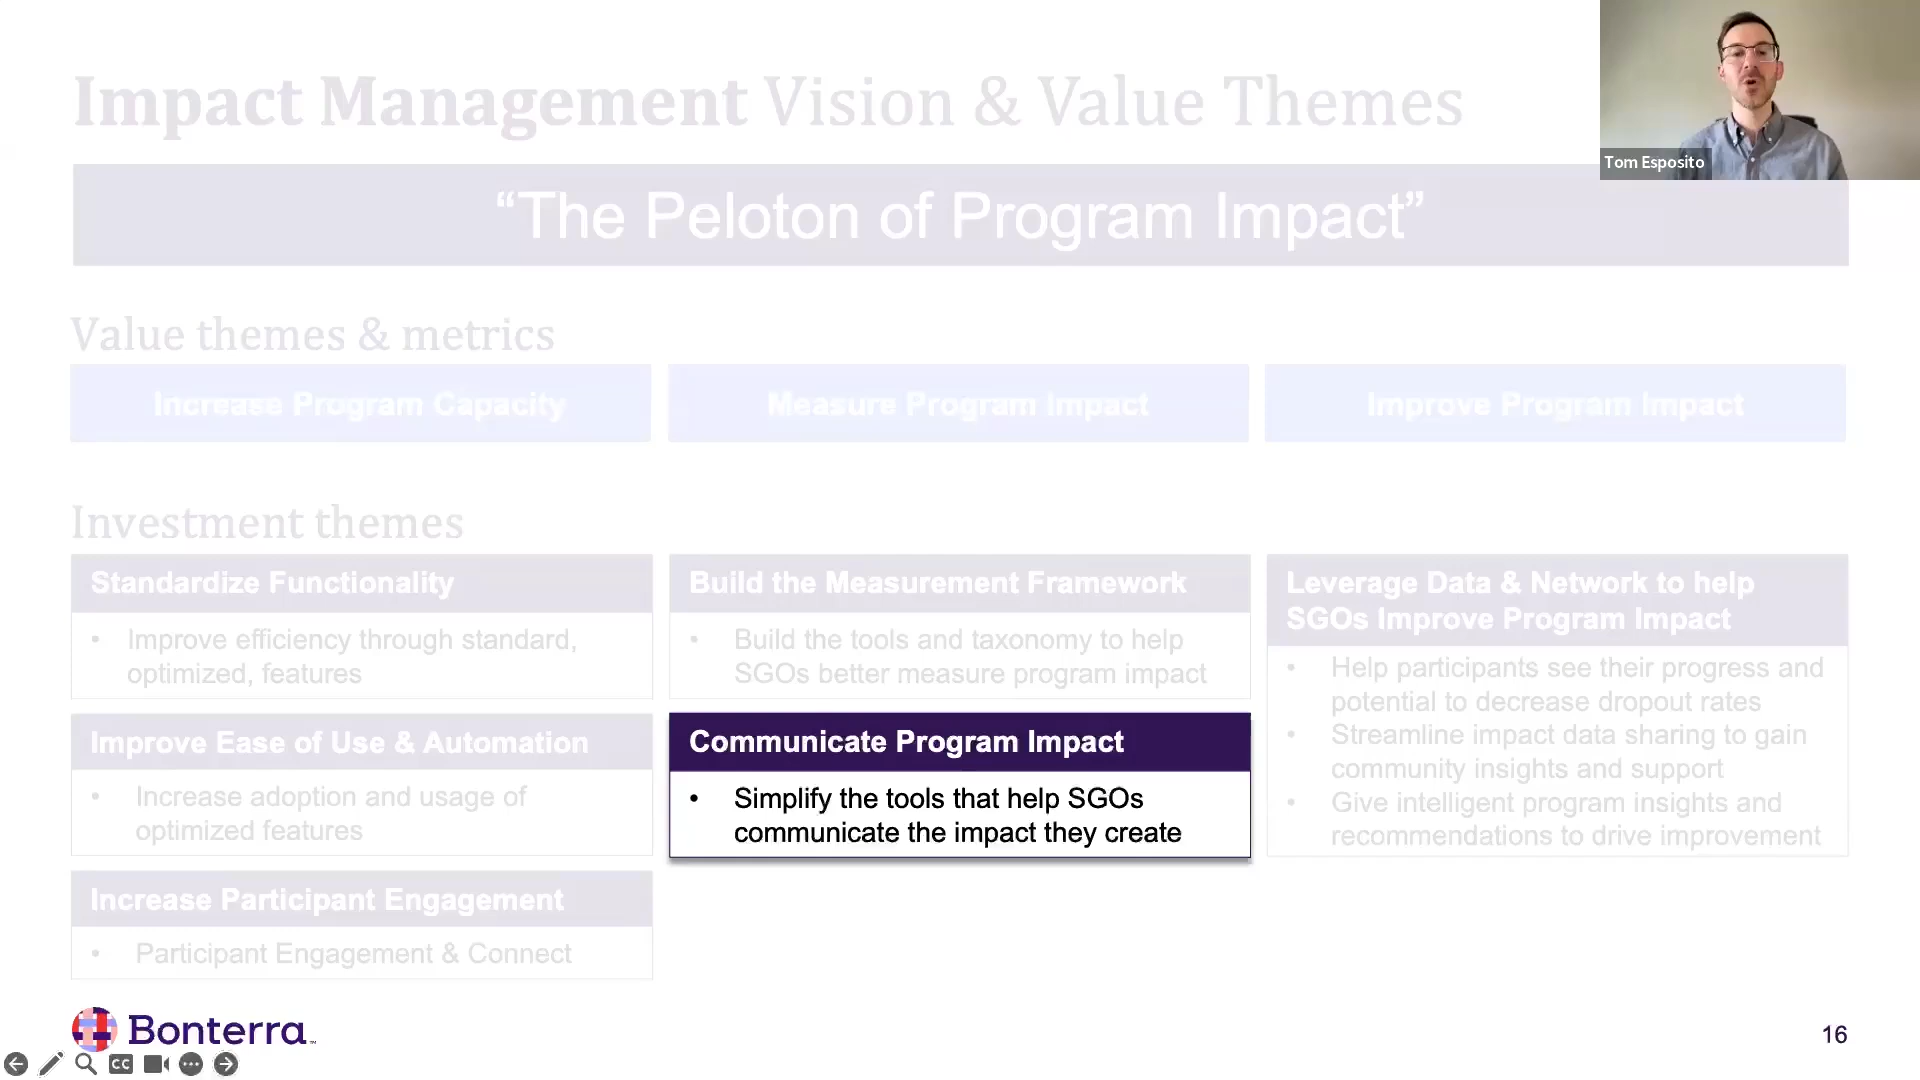 Impact Management Vision & Value Themes
Tom Esposito
“The Peloton of Program Impact”
Value themes & metrics
Increase Program Capacity
Measure Program Impact
Improve Program Impact
Investment themes
Standardize Functionality
• Improve efficiency through standard,
optimized, features
Improve Ease of Use & Automation
• Increase adoption and usage of
optimized features
Increase Participant Engagement
• Participant Engagement & Connect
Build the Measurement Framework
• Build the tools and taxonomy to help
SGOs better measure program impact
Communicate Program Impact
• Simplify the tools that help SGOs
communicate the impact they create
Leverage Data & Network to help
SGOs Improve Program Impact
• Help participants see their progress and
potential to decrease dropout rates
• Streamline impact data sharing to gain
community insights and support
• Give intelligent program insights and
recommendations to drive improvement
Bonterra™
CC
16